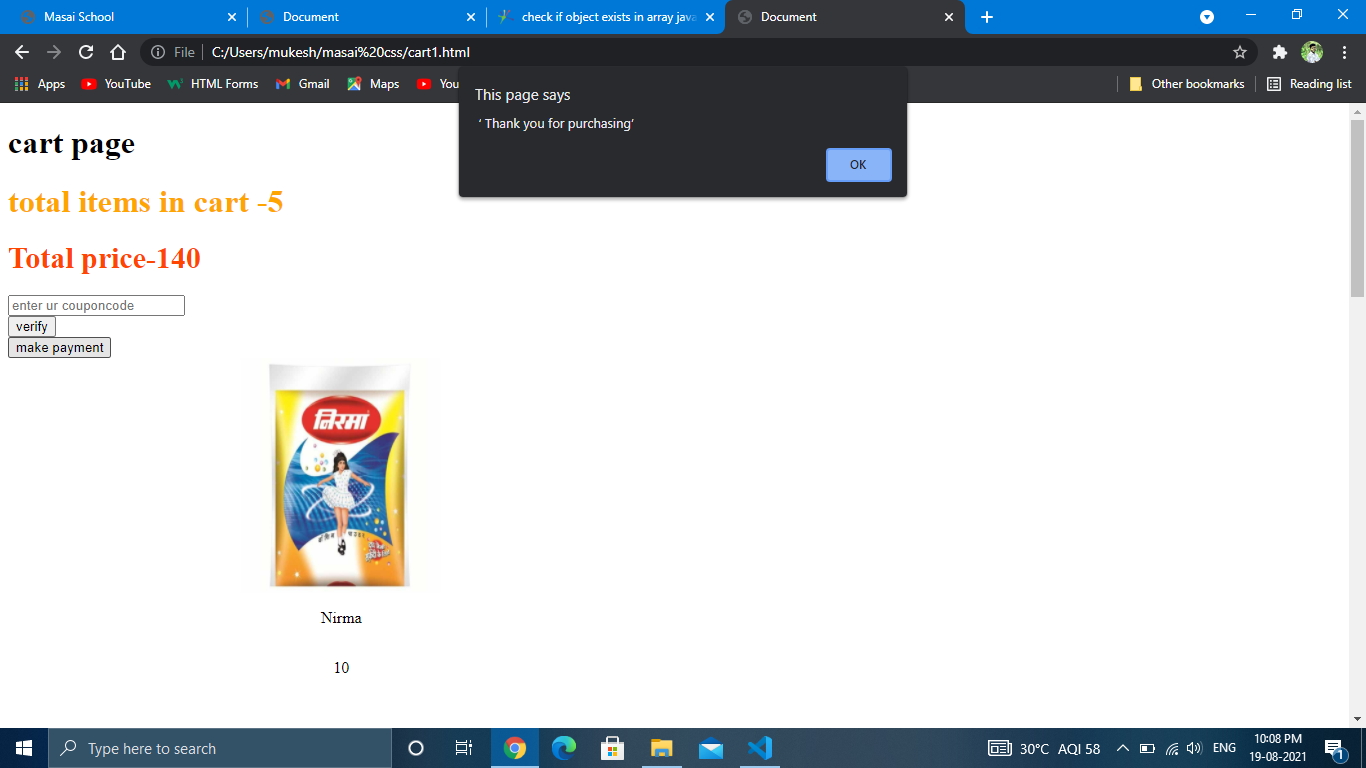 Masai School
Document
check if object exists in array java
Document
File C:/Users/mukesh/masai%20css/cart1.html
Apps YouTube HTML Forms Gmail Maps You Other bookmarks Reading list
This page says
‘ Thank you for purchasing’
OK
cart page
total items in cart -5
Total price-140
enter ur couponcode
verify
make payment
निरमा
Nirma
10
Type here to search
30°C AQI 58 ENG 10:08 PM
19-08-2021
1